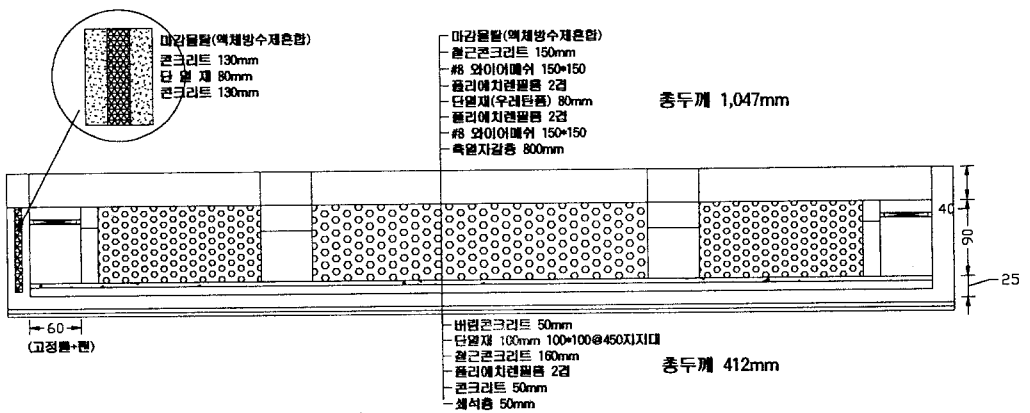 마감몰탈(액체방수제혼합)
콘크리트 130mm
단 열 재 80mm
콘크리트 130mm
마감몰탈(액체방수제혼합)
철근콘크리트 150mm
#8 와이어메쉬 150*150
폴리에치렌필름 2겹
단열재(우레탄폼) 80mm
폴리에치렌필름 2겹
#8 와이어메쉬 150*150
축열자갈층 800mm
총두께 1,047mm
40
90
25
60
(고정벨+팬)
버림콘크리트 50mm
단열재 100mm 100*100@450지지대
철근콘크리트 160mm
폴리에치렌필름 2겹
콘크리트 50mm
쇄석층 50mm
총두께 412mm